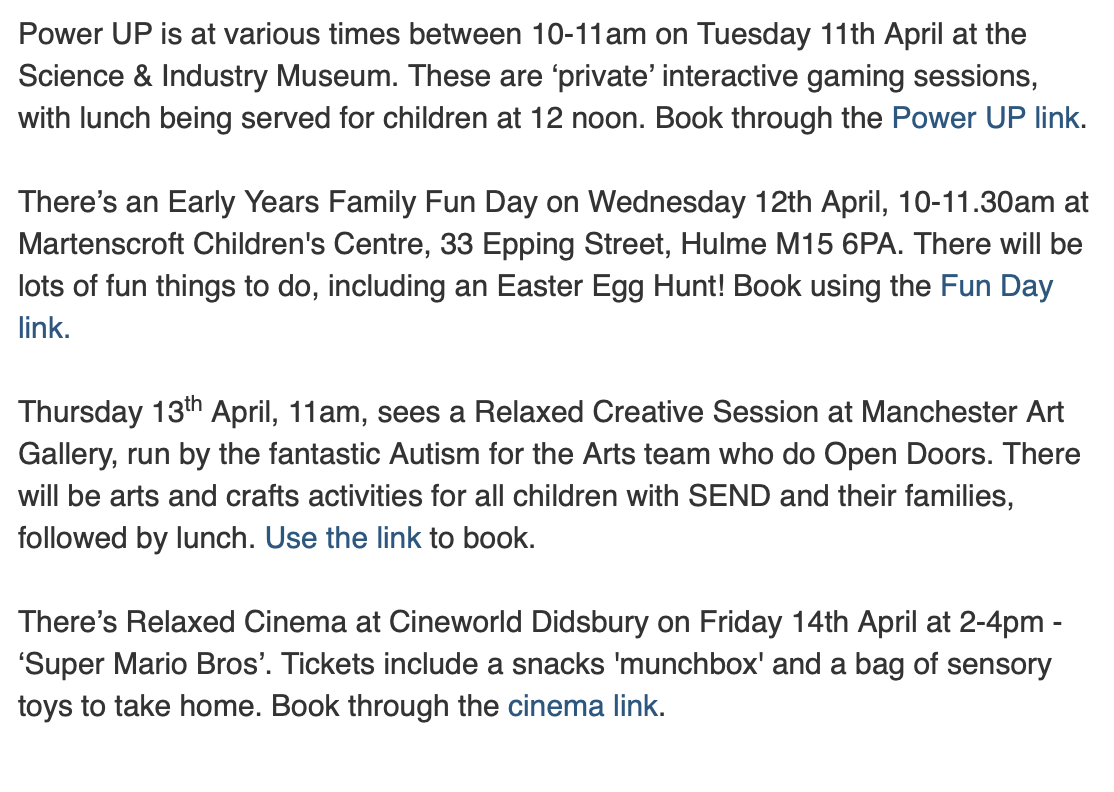 Power UP is at various times between 10-11am on Tuesday 11th April at the
Science & Industry Museum. These are ‘private’ interactive gaming sessions,
with lunch being served for children at 12 noon. Book through the Power UP link.
There’s an Early Years Family Fun Day on Wednesday 12th April, 10-11.30am at
Martenscroft Children's Centre, 33 Epping Street, Hulme M15 6PA. There will be
lots of fun things to do, including an Easter Egg Hunt! Book using the Fun Day
link.
Thursday 13th April, 11am, sees a Relaxed Creative Session at Manchester Art
Gallery, run by the fantastic Autism for the Arts team who do Open Doors. There
will be arts and crafts activities for all children with SEND and their families,
followed by lunch. Use the link to book.
There’s Relaxed Cinema at Cineworld Didsbury on Friday 14th April at 2-4pm -
‘Super Mario Bros’. Tickets include a snacks 'munchbox' and a bag of sensory
toys to take home. Book through the cinema link.